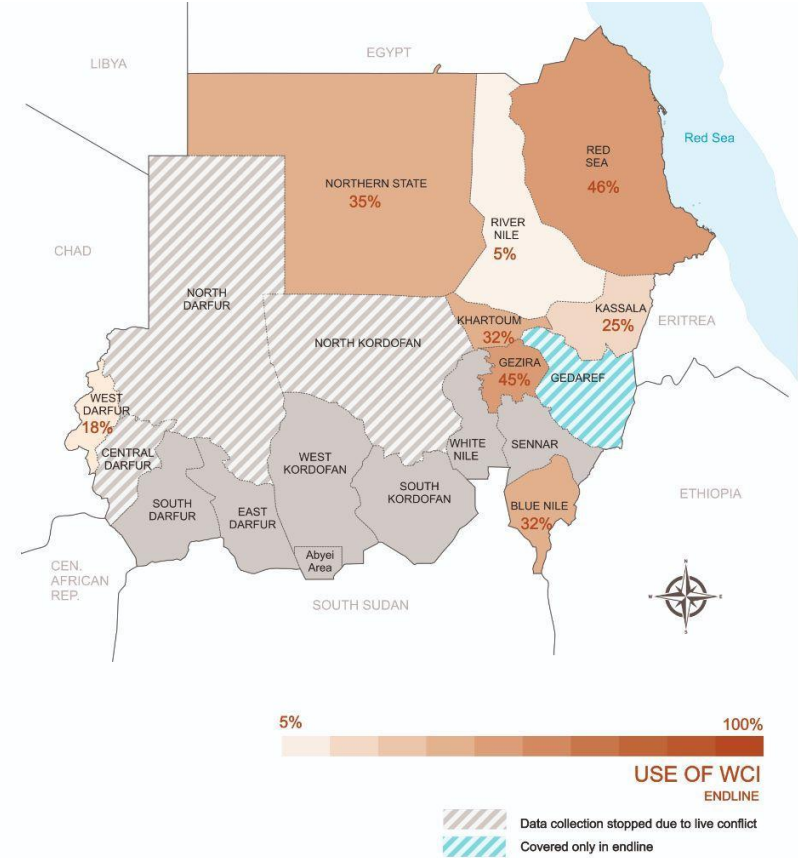 EGYPT
LIBYA
Red Sea
RED
SEA
46%
NORTHERN STATE
35%
RIVER
NILE
5%
CHAD
NORTH
DARFUR
KASSALA
25%
ERITREA
KHARTOUM
32%
NORTH KORDOFAN
GEZIRA
45%
GEDAREF
WEST
DARFUR
18%
CENTRAL
DARFUR
WHITE
NILE
SENNAR
WEST
KORDOFAN
SOUTH
KORDOFAN
SOUTH
DARFUR
EAST
DARFUR
BLUE NILE
32%
ETHIOPIA
Abyei
Area
CEN.
AFRICAN
REP.
SOUTH SUDAN
N
W
E
S
5%
100%
USE OF WCI
ENDLINE
Data collection stopped due to live conflict
Covered only in endline